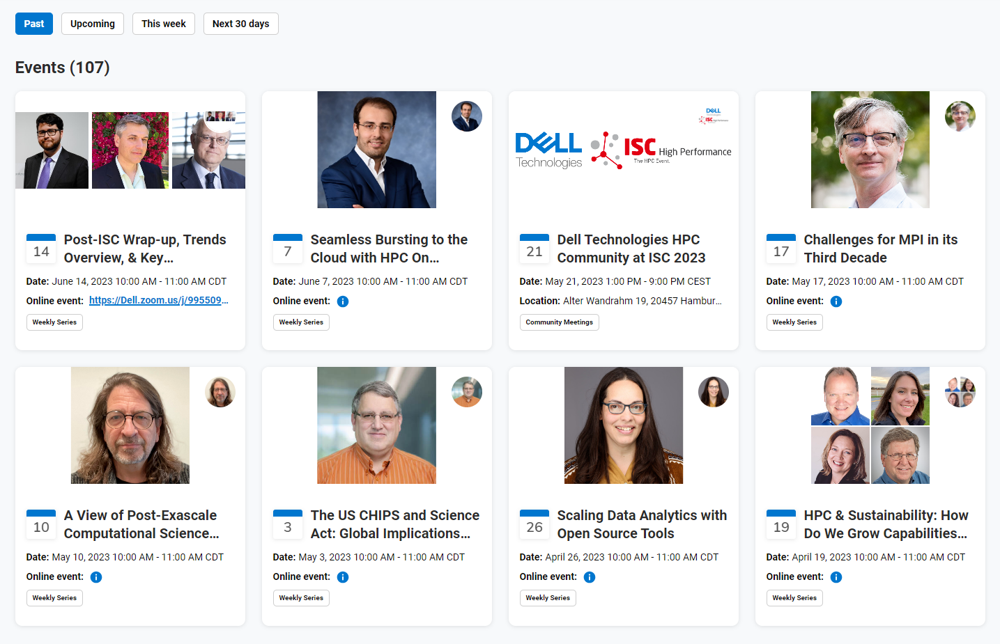 Past
Upcoming
This week
Next 30 days
Events (107)
DELL
Technologies
ISC High Performance
The HPC Event.
DELL
Technologies
ISC High Performance
14
Post-ISC Wrap-up, Trends
Overview, & Key...
Date: June 14, 2023 10:00 AM - 11:00 AM CDT
Online event: https://Dell.zoom.us/j/995509...
Weekly Series
7
Seamless Bursting to the
Cloud with HPC On...
Date: June 7, 2023 10:00 AM - 11:00 AM CDT
Online event:
Weekly Series
21
Dell Technologies HPC
Community at ISC 2023
Date: May 21, 2023 1:00 PM - 9:00 PM CEST
Location: Alter Wandrahm 19, 20457 Hambur...
Community Meetings
17
Challenges for MPI in its
Third Decade
Date: May 17, 2023 10:00 AM - 11:00 AM CDT
Online event:
Weekly Series
10
A View of Post-Exascale
Computational Science...
Date: May 10, 2023 10:00 AM - 11:00 AM CDT
Online event:
Weekly Series
3
The US CHIPS and Science
Act: Global Implications...
Date: May 3, 2023 10:00 AM - 11:00 AM CDT
Online event:
Weekly Series
26
Scaling Data Analytics with
Open Source Tools
Date: April 26, 2023 10:00 AM - 11:00 AM CDT
Online event:
Weekly Series
19
HPC & Sustainability: How
Do We Grow Capabilities...
Date: April 19, 2023 10:00 AM - 11:00 AM CDT
Online event:
Weekly Series